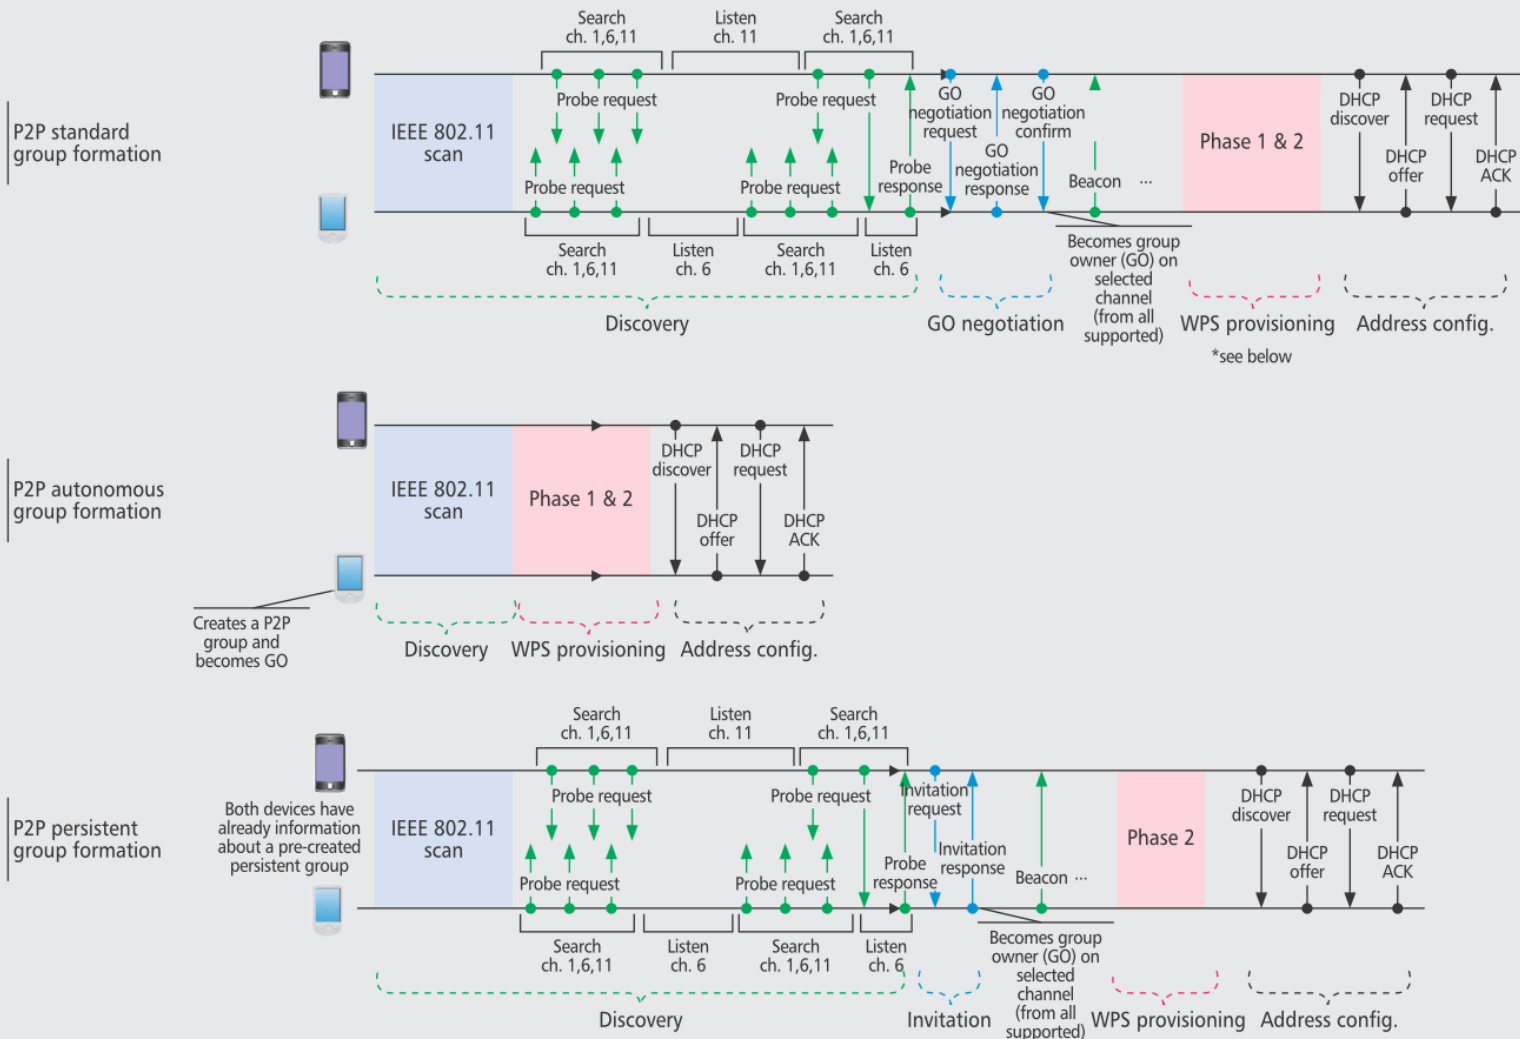 Search
ch. 1,6,11
Listen
ch. 11
Search
ch. 1,6,11
P2P standard
group formation
IEEE 802.11
scan
Probe request
Probe request
Probe request
Probe request
Probe
response
GO
negotiation
request
GO
negotiation
response
GO
negotiation
confirm
Beacon ...
Phase 1 & 2
DHCP
discover
DHCP
offer
DHCP
request
DHCP
ACK
Search
ch. 1,6,11
Listen
ch. 6
Search
ch. 1,6,11
Listen
ch. 6
Becomes group
owner (GO) on
selected
channel
(from all
supported)
Discovery
GO negotiation
WPS provisioning
*see below
Address config.
P2P autonomous
group formation
IEEE 802.11
scan
Phase 1 & 2
DHCP
discover
DHCP
offer
DHCP
request
DHCP
ACK
Creates a P2P
group and
becomes GO
Discovery
WPS provisioning
Address config.
Search
ch. 1,6,11
Listen
ch. 11
Search
ch. 1,6,11
P2P persistent
group formation
Both devices have
already information
about a pre-created
persistent group
IEEE 802.11
scan
Probe request
Probe request
Probe request
Probe request
Probe
response
Invitation
request
Invitation
response
Beacon ...
Phase 2
DHCP
discover
DHCP
offer
DHCP
request
DHCP
ACK
Search
ch. 1,6,11
Listen
ch. 6
Search
ch. 1,6,11
Listen
ch. 6
Becomes group
owner (GO) on
selected
channel
(from all
supported)
Discovery
Invitation
WPS provisioning
Address config.